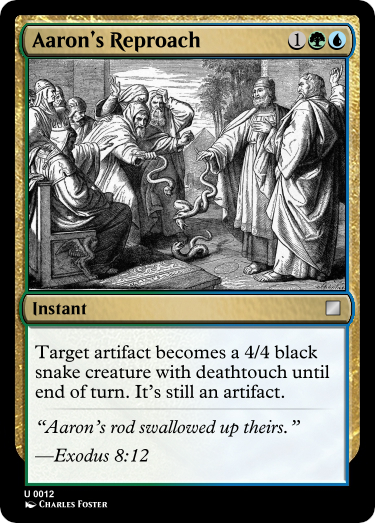 Aaron's Reproach 1
Instant
Target artifact becomes a 4/4 black
snake creature with deathtouch until
end of turn. It's still an artifact.
“Aaron's rod swallowed up theirs.”
—Exodus 8:12
U 0012
Charles Foster